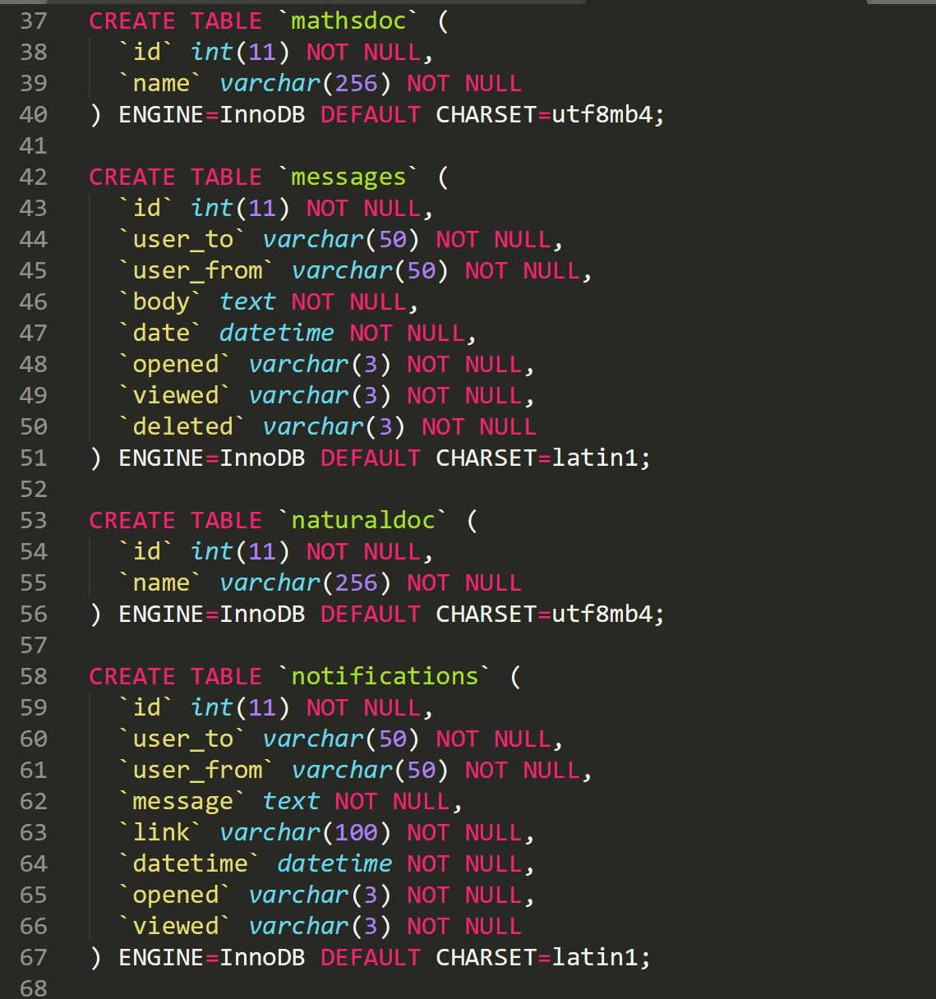 37 CREATE TABLE `mathsdoc` (
38   `id` int(11) NOT NULL,
39   `name` varchar(256) NOT NULL
40 ) ENGINE=InnoDB DEFAULT CHARSET=utf8mb4;
41
42 CREATE TABLE `messages` (
43   `id` int(11) NOT NULL,
44   `user_to` varchar(50) NOT NULL,
45   `user_from` varchar(50) NOT NULL,
46   `body` text NOT NULL,
47   `date` datetime NOT NULL,
48   `opened` varchar(3) NOT NULL,
49   `viewed` varchar(3) NOT NULL,
50   `deleted` varchar(3) NOT NULL
51 ) ENGINE=InnoDB DEFAULT CHARSET=latin1;
52
53 CREATE TABLE `naturaldoc` (
54   `id` int(11) NOT NULL,
55   `name` varchar(256) NOT NULL
56 ) ENGINE=InnoDB DEFAULT CHARSET=utf8mb4;
57
58 CREATE TABLE `notifications` (
59   `id` int(11) NOT NULL,
60   `user_to` varchar(50) NOT NULL,
61   `user_from` varchar(50) NOT NULL,
62   `message` text NOT NULL,
63   `link` varchar(100) NOT NULL,
64   `datetime` datetime NOT NULL,
65   `opened` varchar(3) NOT NULL,
66   `viewed` varchar(3) NOT NULL
67 ) ENGINE=InnoDB DEFAULT CHARSET=latin1;
68